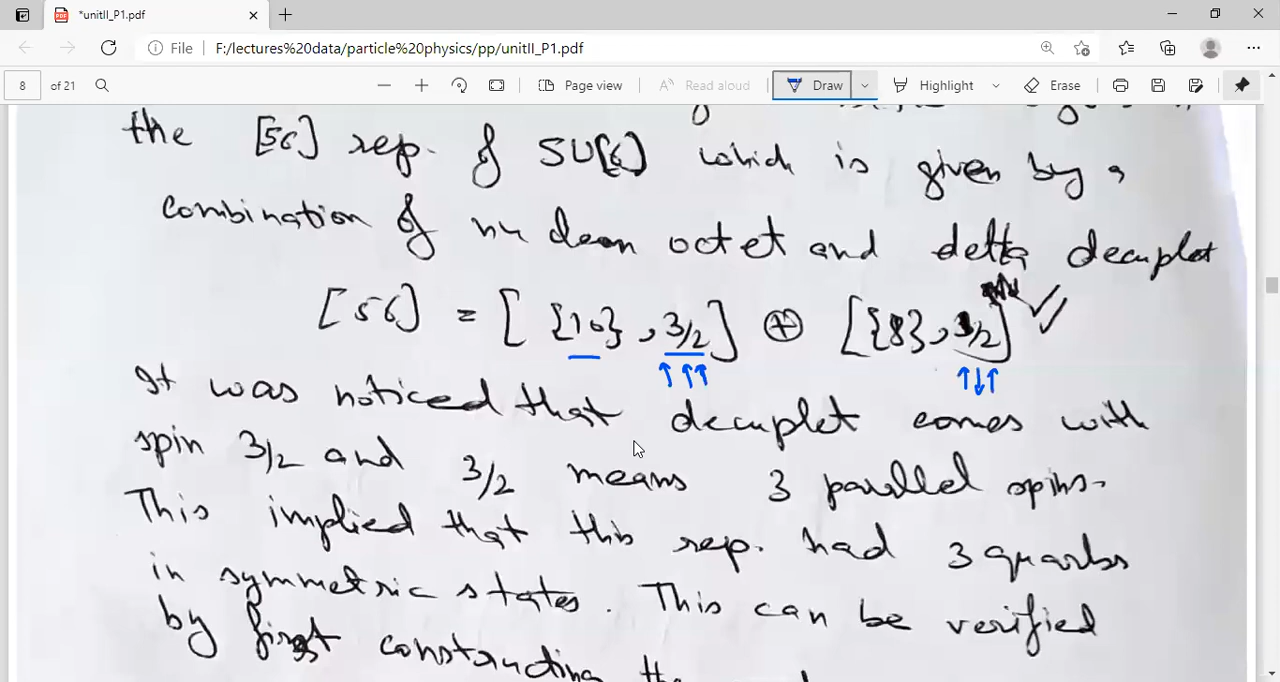 *unitII_P1.pdf
File F:/lectures%20data/particle%20physics/pp/unitII_P1.pdf
8 of 21 Page view Read aloud Draw Highlight Erase
the [56] rep. of SU[6] which is given by a
combination of nucleon octet and delta decuplet
[56] = [{10}, 3/2] ⊕ [{8}, 1/2]
↑ ↑↑ ↑↓↑
It was noticed that decuplet comes with
spin 3/2 and 3/2 means 3 parallel spins.
This implied that this rep. had 3 quarks
in symmetric states. This can be verified
by first constructing the